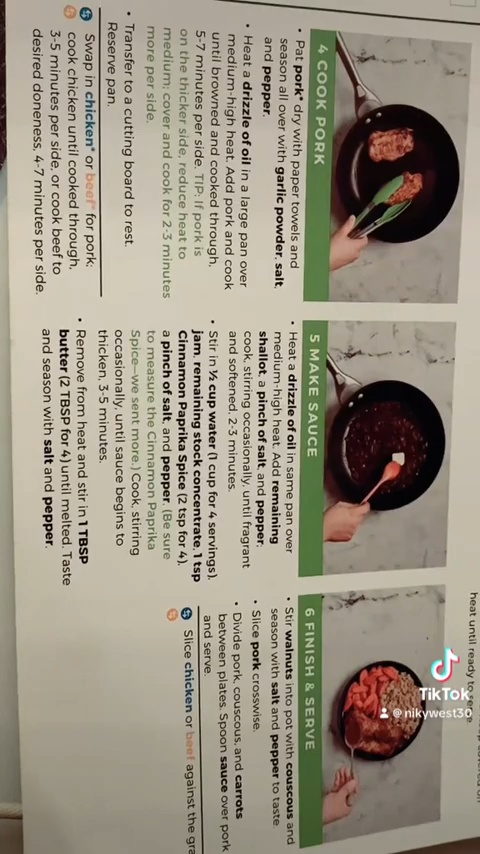 4 COOK PORK
• Pat pork* dry with paper towels and
season all over with garlic powder, salt,
and pepper.
• Heat a drizzle of oil in a large pan over
medium-high heat. Add pork and cook
until browned and cooked through,
5-7 minutes per side. TIP: If pork is
on the thicker side, reduce heat to
medium; cover and cook for 2-3 minutes
more per side.
• Transfer to a cutting board to rest.
Reserve pan.
Swap in chicken* or beef* for pork;
cook chicken until cooked through,
3-5 minutes per side, or cook beef to
desired doneness, 4-7 minutes per side.
5 MAKE SAUCE
• Heat a drizzle of oil in same pan over
medium-high heat. Add remaining
shallot, a pinch of salt, and pepper;
cook, stirring occasionally, until fragrant
and softened, 2-3 minutes.
• Stir in ½ cup water (1 cup for 4 servings),
jam, remaining stock concentrate, 1 tsp
Cinnamon Paprika Spice (2 tsp for 4),
a pinch of salt, and pepper. (Be sure
to measure the Cinnamon Paprika
Spice—we sent more.) Cook, stirring
occasionally, until sauce begins to
thicken, 3-5 minutes.
• Remove from heat and stir in 1 TBSP
butter (2 TBSP for 4) until melted. Taste
and season with salt and pepper.
heat until ready to serve.
6 FINISH & SERVE
• Stir walnuts into pot with couscous and
season with salt and pepper to taste.
• Slice pork crosswise.
• Divide pork, couscous, and carrots
between plates. Spoon sauce over pork
and serve.
Slice chicken or beef against the gra
TikTok
@nikywest30